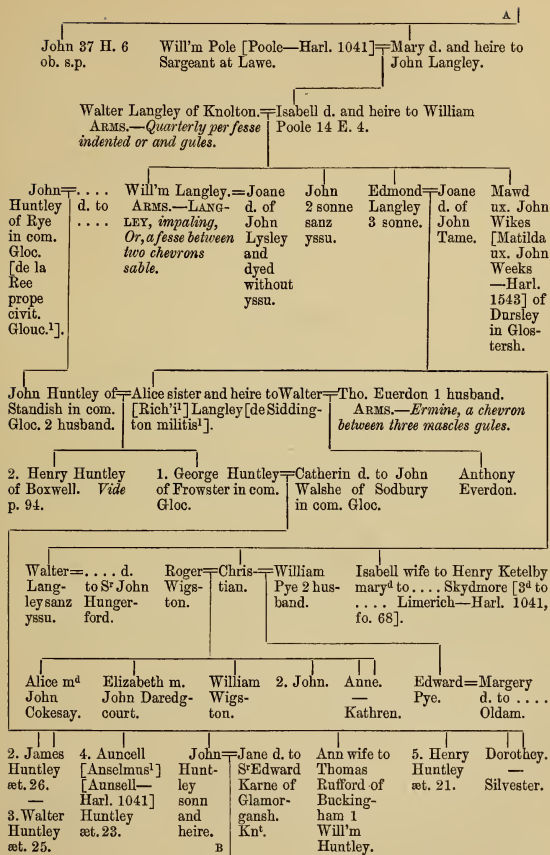 A
John 37 H. 6
ob. s.p.
Will'm Pole [Poole—Harl. 1041]=Mary d. and heire to
Sargeant at Lawe.
John Langley.
Walter Langley of Knolton.=Isabell d. and heire to William
ARMS.—Quarterly per fesse
indented or and gules.
Poole 14 E. 4.
John=. . . .
Huntley d. to
of Rye . . . .
in com.
Gloc.
[de la
Ree
prope
civit.
Glouc.¹].
Will'm Langley.=Joane
ARMS.—LANG-
LEY, impaling,
Or, a fesse between
two chevrons
sable.
d. of
John
Lysley
and
dyed
without
yssu.
John
2 sonne
sanz
yssu.
Edmond=Joane
Langley
3 sonne.
d. of
John
Tame.
Mawd
ux. John
Wikes
[Matilda
ux. John
Weeks
—Harl.
1543] of
Dursley
in Glos-
tersh.
John Huntley of=Alice sister and heire to Walter=Tho. Euerdon 1 husband.
Standish in com.
Gloc. 2 husband.
[Rich'i¹] Langley [de Sidding-
ton militis¹].
ARMS.—Ermine, a chevron
between three mascles gules.
2. Henry Huntley
of Boxwell. Vide
p. 94.
1. George Huntley=Catherin d. to John
of Frowster in com.
Gloc.
Walshe of Sodbury
in com. Gloc.
Anthony
Everdon.
Walter=. . . . d.
Lang-
ley sanz
yssu.
to Sʳ John
Hunger-
ford.
Roger=Chris-=William
Wigs-
ton.
tian.
Pye 2 hus-
band.
Isabell wife to Henry Ketelby
maryᵈ to . . . . Skydmore [3ᵈ to
. . . . Limerich—Harl. 1041,
fo. 68].
Alice mᵈ
John
Cokesay.
Elizabeth m.
John Daredg-
court.
William
Wigs-
ton.
2. John.
Anne.
—
Kathren.
Edward=Margery
Pye.
d. to . . . .
Oldam.
2. James
Huntley
æt. 26.
—
3. Walter
Huntley
æt. 25.
4. Auncell
[Anselmus¹]
[Aunsell—
Harl. 1041]
Huntley
æt. 23.
John=Jane d. to
Hunt-
ley
sonn
and
heire.
B
Sʳ Edward
Karne of
Glamor-
gansh.
Knᵗ.
Ann wife to
Thomas
Rufford of
Bucking-
ham 1
Will'm
Huntley.
5. Henry
Huntley
æt. 21.
Dorothey.
—
Silvester.